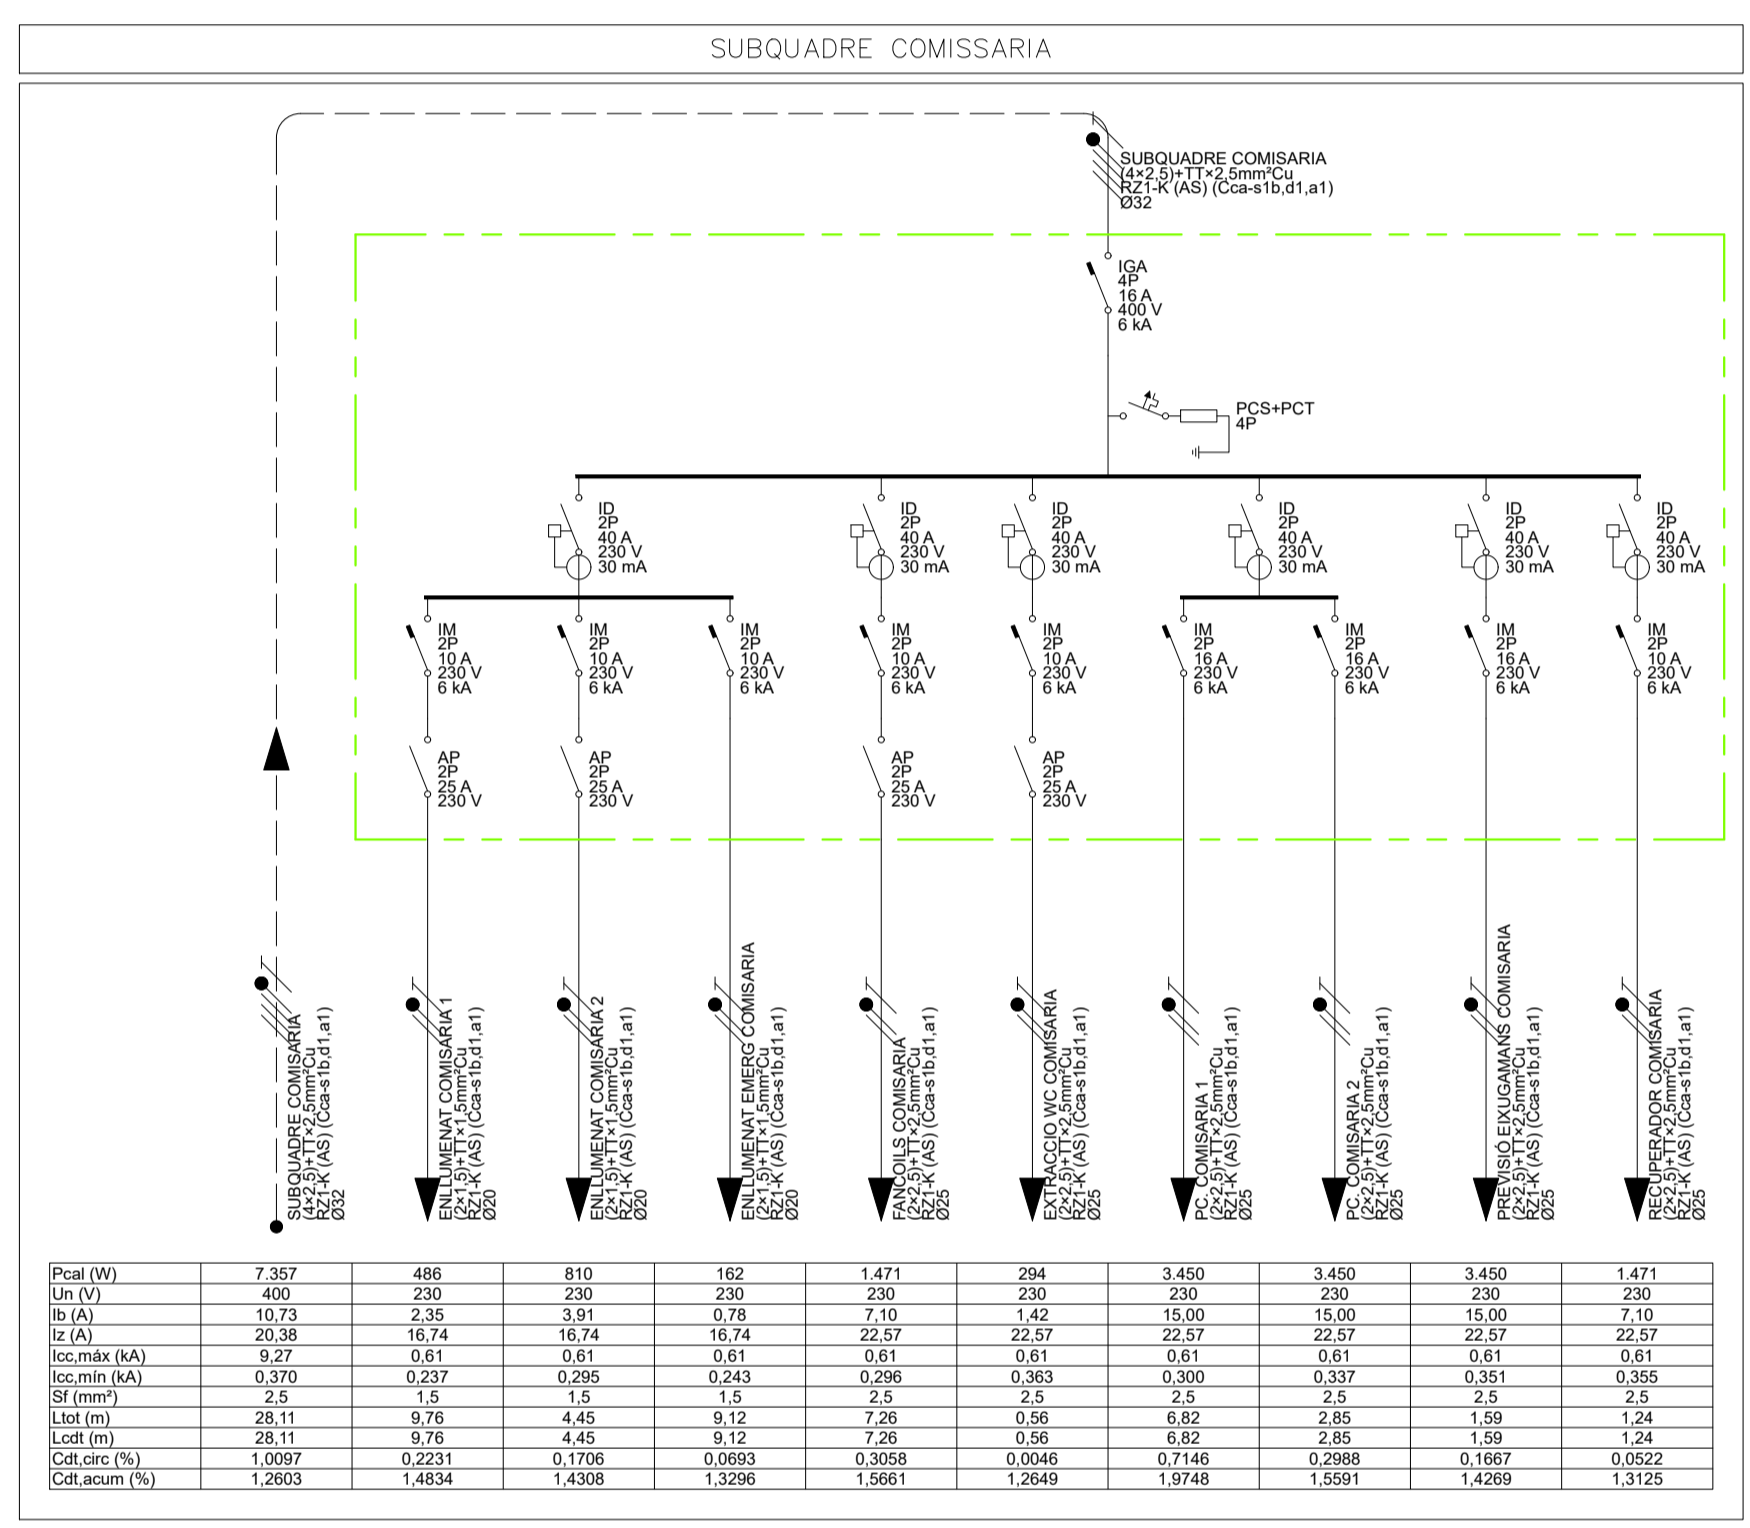 SUBQUADRE COMISSARIA
SUBQUADRE COMISARIA
(4×2,5)+TT×2,5mm²Cu
RZ1-K (AS) (Cca-s1b,d1,a1)
Ø32
IGA
4P
16 A
400 V
6 kA
PCS+PCT
4P
ID
2P
40 A
230 V
30 mA
ID
2P
40 A
230 V
30 mA
ID
2P
40 A
230 V
30 mA
ID
2P
40 A
230 V
30 mA
ID
2P
40 A
230 V
30 mA
ID
2P
40 A
230 V
30 mA
IM
2P
10 A
230 V
6 kA
IM
2P
10 A
230 V
6 kA
IM
2P
10 A
230 V
6 kA
IM
2P
10 A
230 V
6 kA
IM
2P
10 A
230 V
6 kA
IM
2P
16 A
230 V
6 kA
IM
2P
16 A
230 V
6 kA
IM
2P
16 A
230 V
6 kA
IM
2P
10 A
230 V
6 kA
AP
2P
25 A
230 V
AP
2P
25 A
230 V
AP
2P
25 A
230 V
AP
2P
25 A
230 V
SUBQUADRE COMISARIA
(4×2,5)+TT×2,5mm²Cu
RZ1-K (AS) (Cca-s1b,d1,a1)
Ø32
ENLLUMENAT COMISARIA 1
(2×1,5)+TT×1,5mm²Cu
RZ1-K (AS) (Cca-s1b,d1,a1)
Ø20
ENLLUMENAT COMISARIA 2
(2×1,5)+TT×1,5mm²Cu
RZ1-K (AS) (Cca-s1b,d1,a1)
Ø20
ENLLUMENAT EMERG COMISARIA
(2×1,5)+TT×1,5mm²Cu
RZ1-K (AS) (Cca-s1b,d1,a1)
Ø20
FANCOILS COMISARIA
(2×2,5)+TT×2,5mm²Cu
RZ1-K (AS) (Cca-s1b,d1,a1)
Ø25
EXTRACCIO WC COMISARIA
(2×2,5)+TT×2,5mm²Cu
RZ1-K (AS) (Cca-s1b,d1,a1)
Ø25
PC. COMISARIA 1
(2×2,5)+TT×2,5mm²Cu
RZ1-K (AS) (Cca-s1b,d1,a1)
Ø25
PC. COMISARIA 2
(2×2,5)+TT×2,5mm²Cu
RZ1-K (AS) (Cca-s1b,d1,a1)
Ø25
PREVISIÓ EIXUGAMANS COMISARIA
(2×2,5)+TT×2,5mm²Cu
RZ1-K (AS) (Cca-s1b,d1,a1)
Ø25
RECUPERADOR COMISARIA
(2×2,5)+TT×2,5mm²Cu
RZ1-K (AS) (Cca-s1b,d1,a1)
Ø25
Pcal (W) 7.357 486 810 162 1.471 294 3.450 3.450 3.450 1.471
Un (V) 400 230 230 230 230 230 230 230 230 230
Ib (A) 10,73 2,35 3,91 0,78 7,10 1,42 15,00 15,00 15,00 7,10
Iz (A) 20,38 16,74 16,74 16,74 22,57 22,57 22,57 22,57 22,57 22,57
Icc,máx (kA) 9,27 0,61 0,61 0,61 0,61 0,61 0,61 0,61 0,61 0,61
Icc,mín (kA) 0,370 0,237 0,295 0,243 0,296 0,363 0,300 0,337 0,351 0,355
Sf (mm²) 2,5 1,5 1,5 1,5 2,5 2,5 2,5 2,5 2,5 2,5
Ltot (m) 28,11 9,76 4,45 9,12 7,26 0,56 6,82 2,85 1,59 1,24
Lcdt (m) 28,11 9,76 4,45 9,12 7,26 0,56 6,82 2,85 1,59 1,24
Cdt,circ (%) 1,0097 0,2231 0,1706 0,0693 0,3058 0,0046 0,7146 0,2988 0,1667 0,0522
Cdt,acum (%) 1,2603 1,4834 1,4308 1,3296 1,5661 1,2649 1,9748 1,5591 1,4269 1,3125